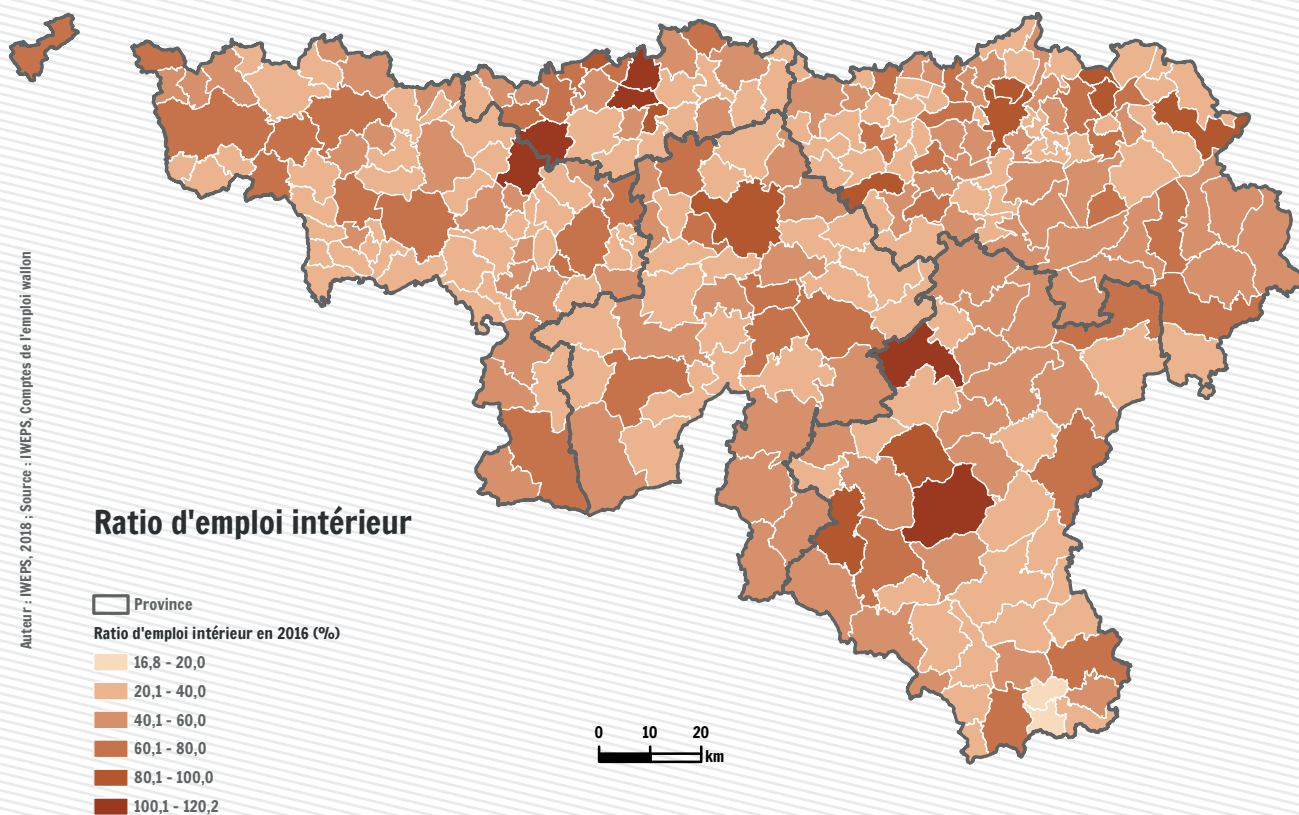 Auteur : IWEPS, 2018 ; Source : IWEPS, Comptes de l'emploi wallon
Ratio d'emploi intérieur
Province
Ratio d'emploi intérieur en 2016 (%)
16,8 - 20,0
20,1 - 40,0
40,1 - 60,0
60,1 - 80,0
80,1 - 100,0
100,1 - 120,2
0 10 20
km